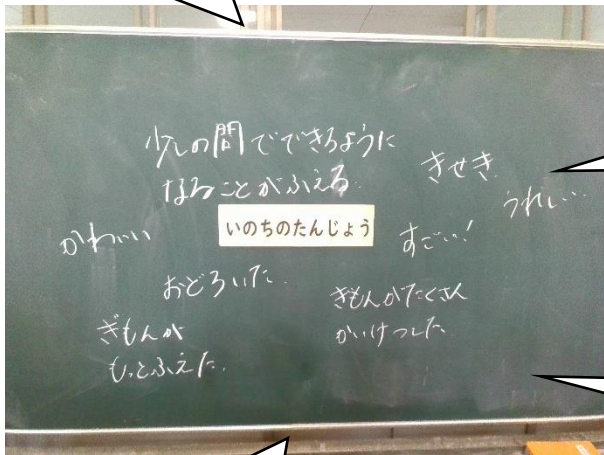 少しの間でできるように
なることがふえる。
きせき
うれしい。
かわいい
いのちのたんじょう
すごい!
おどろいた。
ぎもんがたくさん
かいけつした
ぎもんが
もっとふえた。